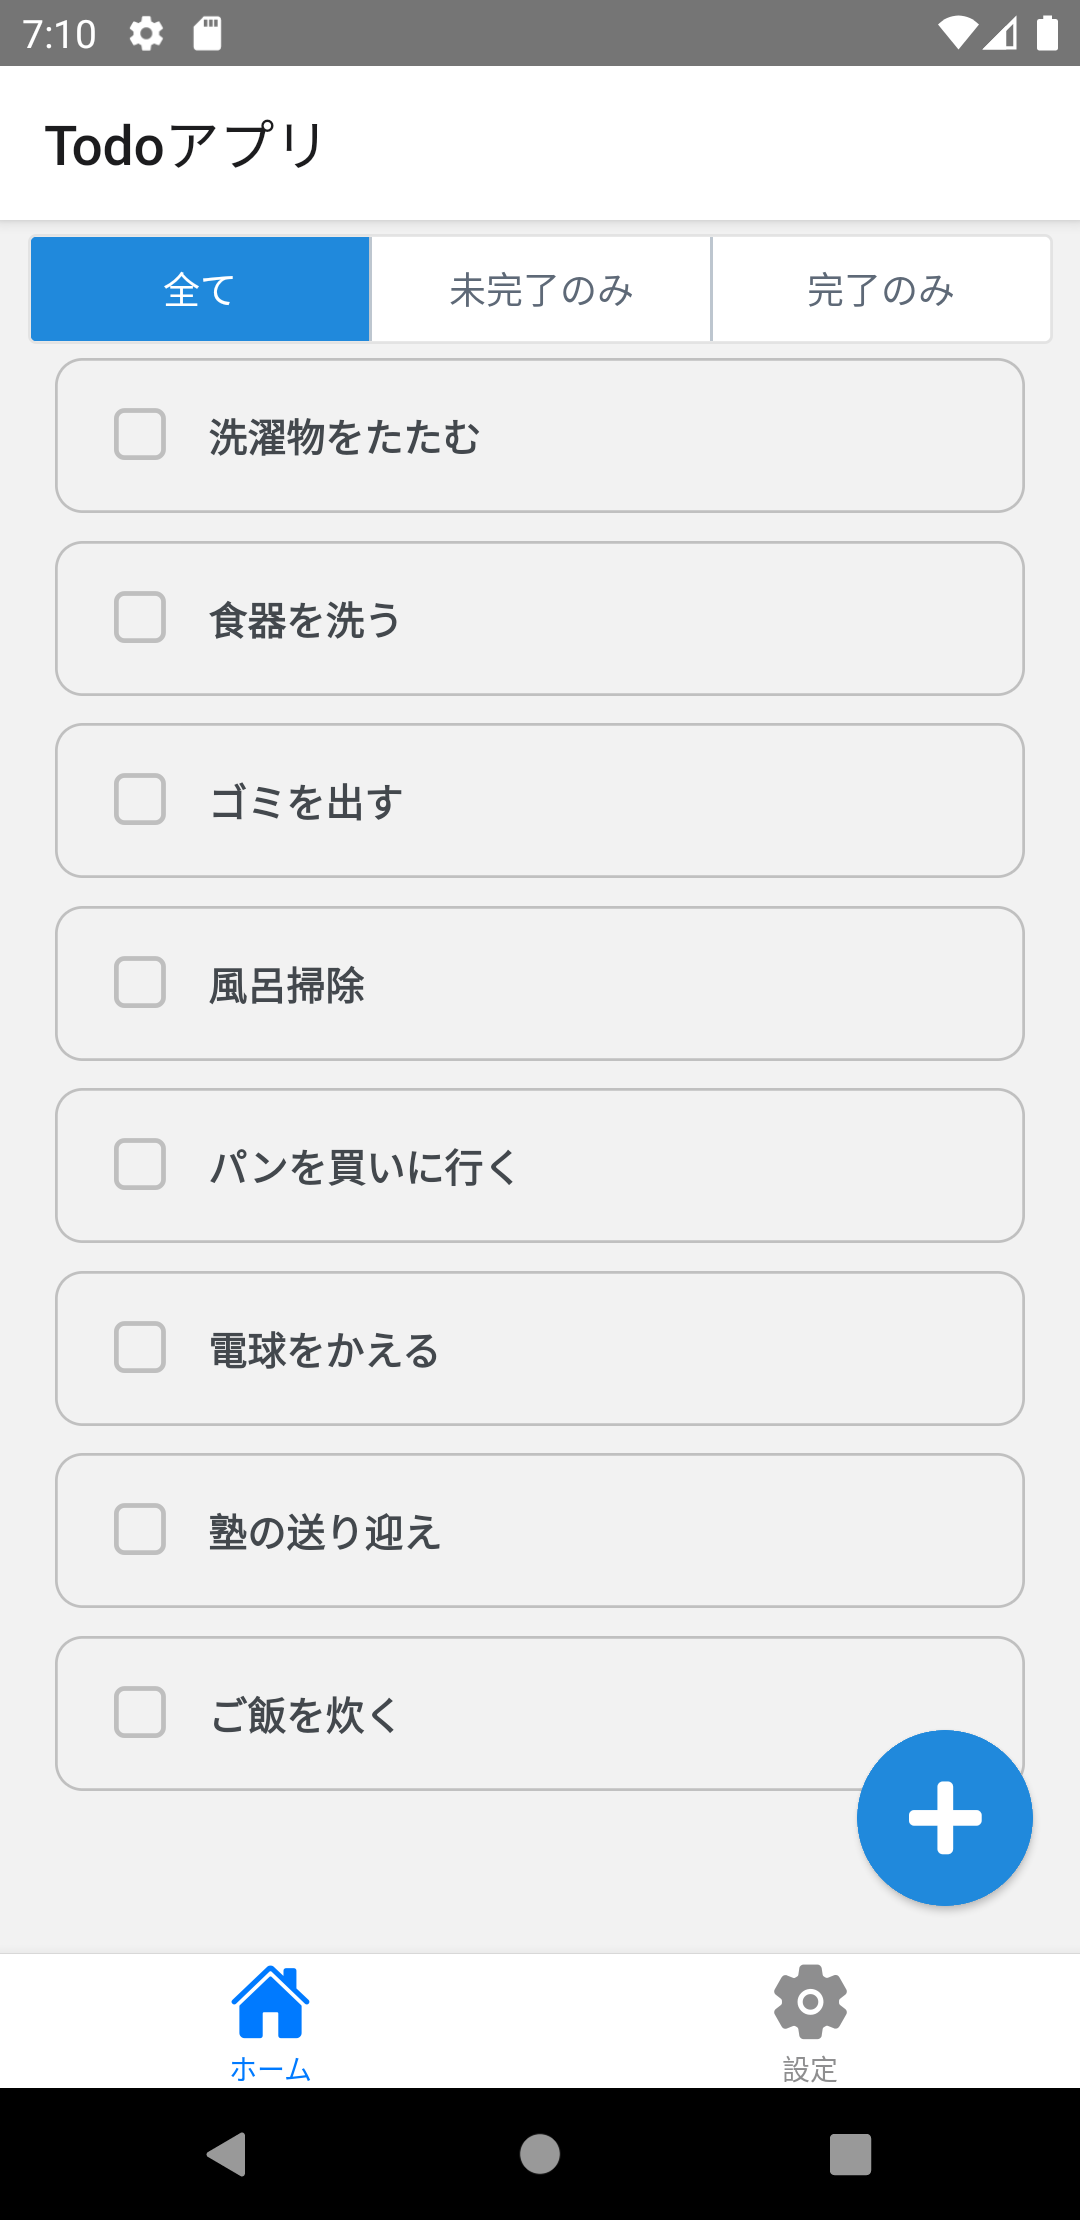 7:10
Todoアプリ
全て
未完了のみ
完了のみ
洗濯物をたたむ
食器を洗う
ゴミを出す
風呂掃除
パンを買いに行く
電球をかえる
塾の送り迎え
ご飯を炊く
ホーム
設定